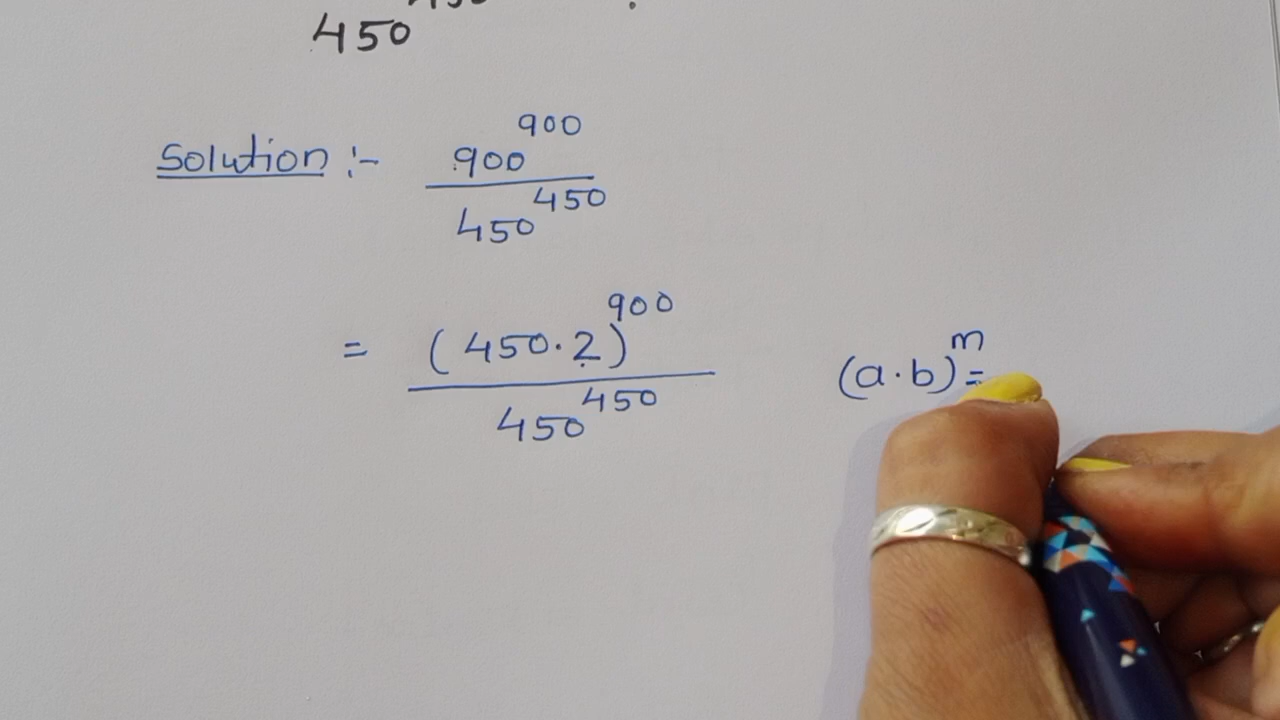 450
Solution :- 900^900
450^450
= (450.2)^900
450^450
(a.b)^m =